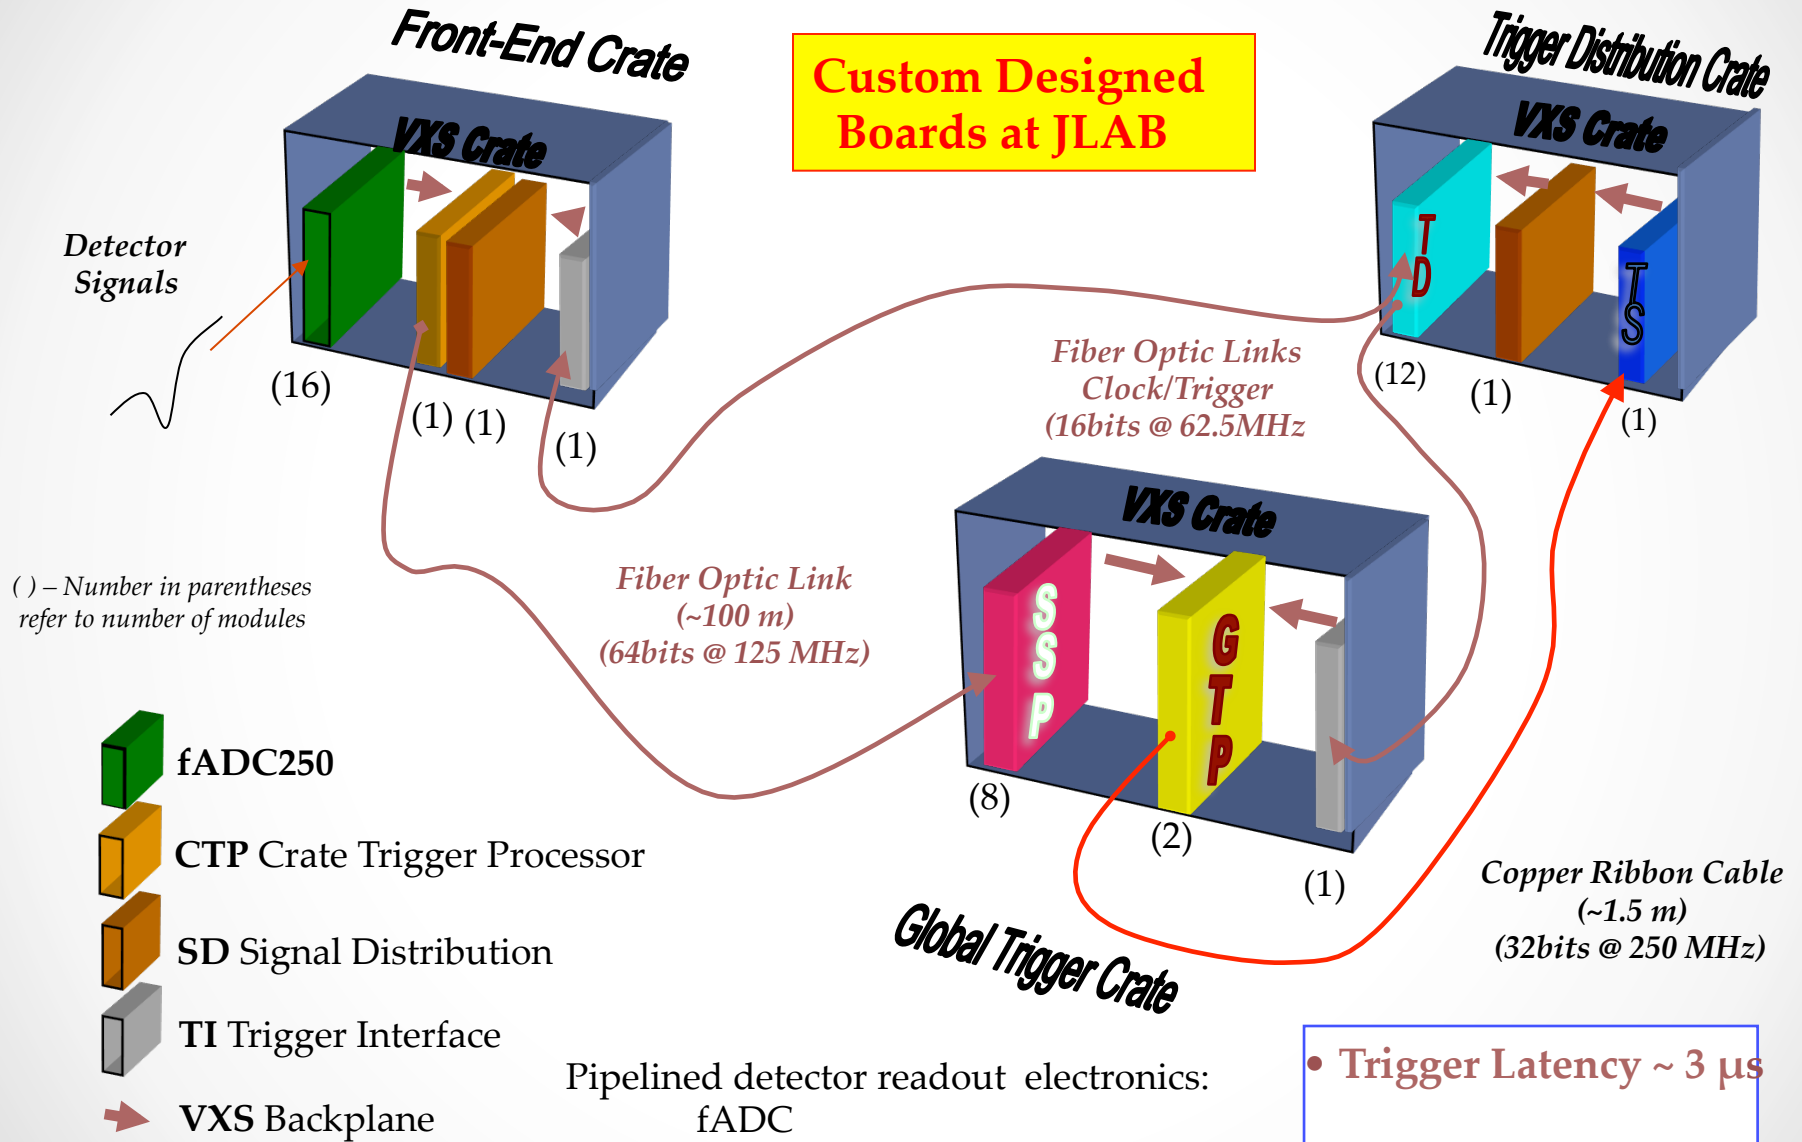 Front-End Crate
VXS Crate
Custom Designed
Boards at JLAB
Trigger Distribution Crate
VXS Crate
Detector
Signals
T
D
T
S
(16)
(1)
(1)
(1)
(12)
(1)
(1)
Fiber Optic Links
Clock/Trigger
(16bits @ 62.5MHz
VXS Crate
( ) – Number in parentheses
refer to number of modules
Fiber Optic Link
(~100 m)
(64bits @ 125 MHz)
S
S
P
G
T
P
(8)
(2)
(1)
Global Trigger Crate
Copper Ribbon Cable
(~1.5 m)
(32bits @ 250 MHz)
fADC250
CTP Crate Trigger Processor
SD Signal Distribution
TI Trigger Interface
VXS Backplane
Pipelined detector readout electronics:
fADC
• Trigger Latency ~ 3 µs